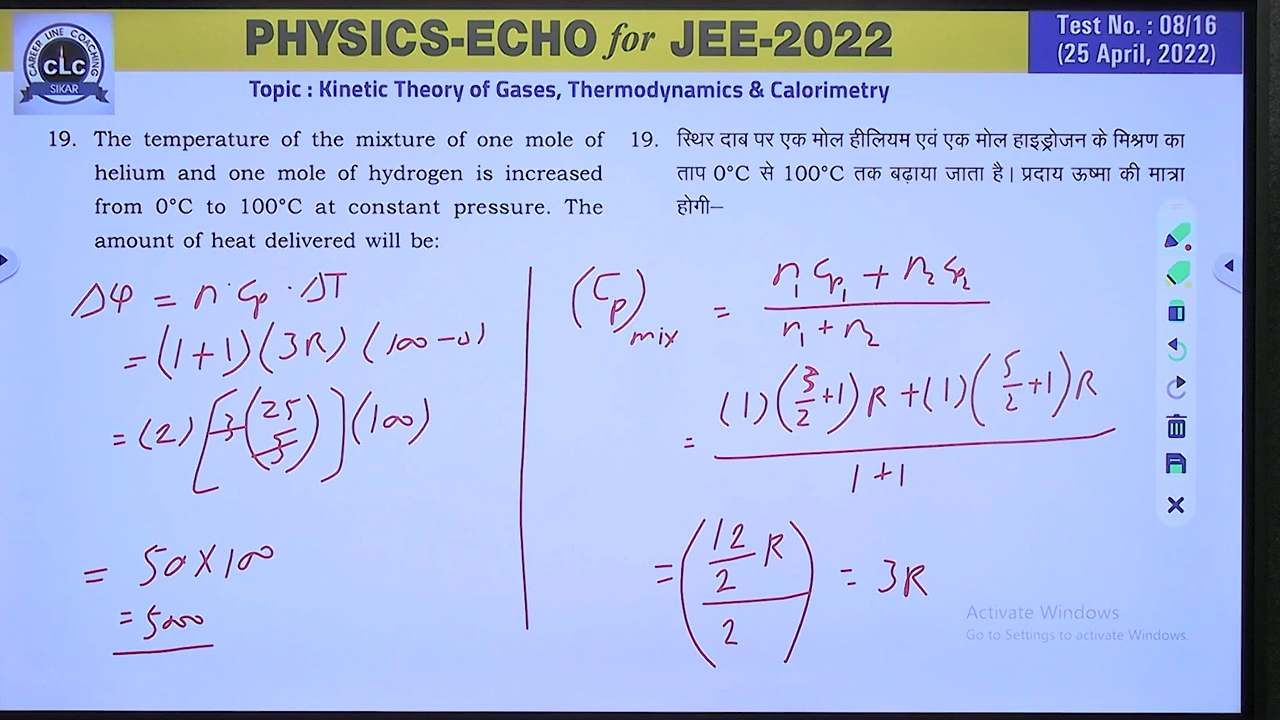 PHYSICS-ECHO for JEE-2022
Test No. : 08/16
(25 April, 2022)
CAREER LINE COACHING
CLC
SIKAR
Topic : Kinetic Theory of Gases, Thermodynamics & Calorimetry
19. The temperature of the mixture of one mole of
helium and one mole of hydrogen is increased
from 0°C to 100°C at constant pressure. The
amount of heat delivered will be:
19. स्थिर दाब पर एक मोल हीलियम एवं एक मोल हाइड्रोजन के मिश्रण का
ताप 0°C से 100°C तक बढ़ाया जाता है। प्रदाय ऊष्मा की मात्रा
होगी–
Δφ = n · Cp · ΔT
= (1+1) (3R) (100-0)
= (2) [3(25/3)] (100)
= 50 × 100
= 5000
(Cp)mix = n₁Cp₁ + n₂Cp₂ / n₁ + n₂
= (1)(3/2 +1)R + (1)(5/2 +1)R / 1+1
= (12/2 R / 2) = 3R
Activate Windows
Go to Settings to activate Windows.